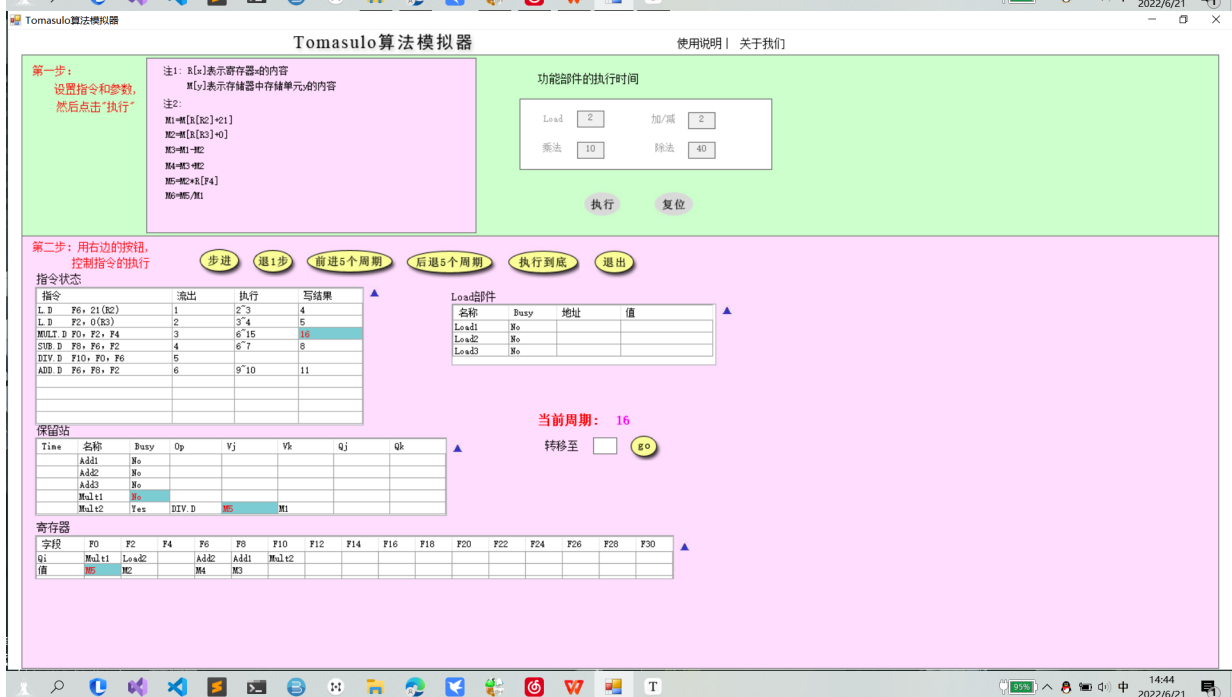 2022/6/21
Tomasulo算法模拟器
Tomasulo算法模拟器
使用说明 | 关于我们
第一步:
设置指令和参数,
然后点击"执行"
注1: R[x]表示寄存器x的内容
M[y]表示存储器中存储单元y的内容
注2:
M1=M[R[R2]+21]
M2=M[R[R3]+0]
M3=M1-M2
M4=M3+M2
M5=M2*R[F4]
M6=M5/M1
功能部件的执行时间
Load 2 加/减 2
乘法 10 除法 40
执行 复位
第二步: 用右边的按钮,
控制指令的执行
步进 退1步 前进5个周期 后退5个周期 执行到底 退出
指令状态
指令 流出 执行 写结果
L.D F6, 21(R2) 1 2~3 4
L.D F2, 0(R3) 2 3~4 5
MULT.D F0, F2, F4 3 6~15 16
SUB.D F8, F6, F2 4 6~7 8
DIV.D F10, F0, F6 5
ADD.D F6, F8, F2 6 9~10 11
Load部件
名称 Busy 地址 值
Load1 No
Load2 No
Load3 No
当前周期: 16
转移至 go
保留站
Time 名称 Busy Op Vj Vk Qj Qk
Add1 No
Add2 No
Add3 No
Mult1 No
Mult2 Yes DIV.D M5 M1
寄存器
字段 F0 F2 F4 F6 F8 F10 F12 F14 F16 F18 F20 F22 F24 F26 F28 F30
Qi Mult1 Load2 Add2 Add1 Mult2
值 M5 M2 M4 M3
95% 中 14:44
2022/6/21